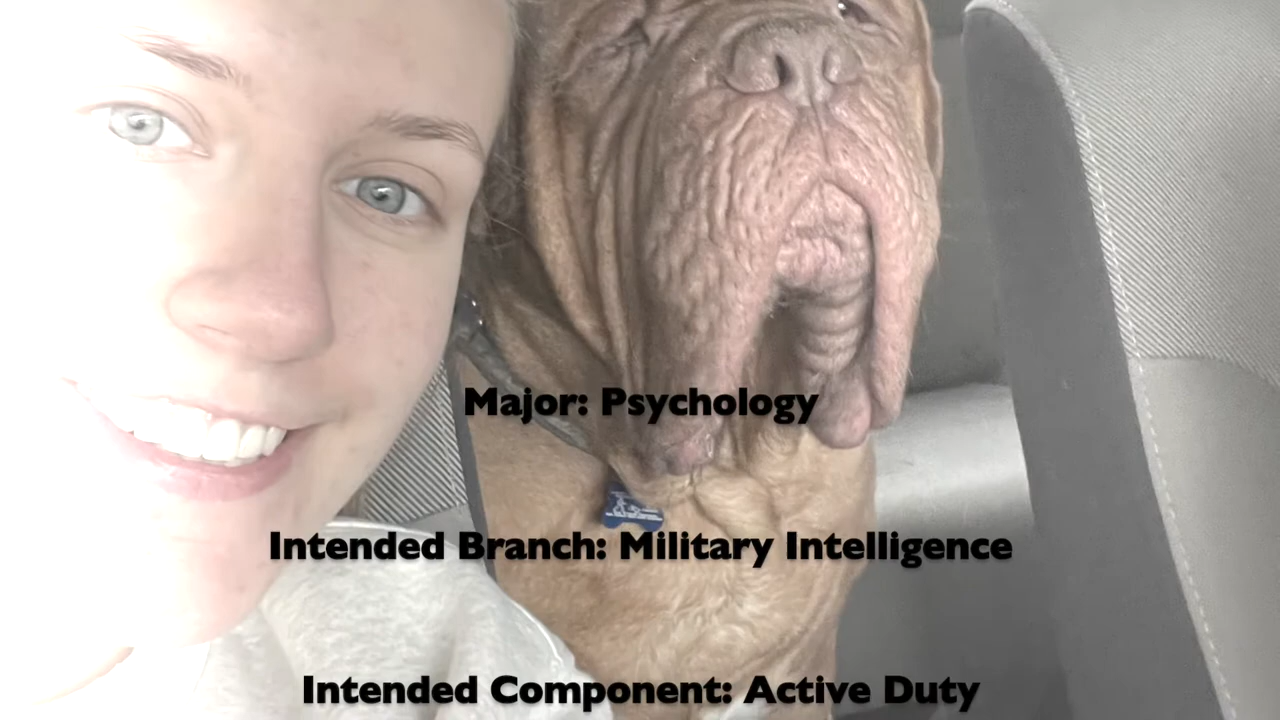 Major: Psychology
Intended Branch: Military Intelligence
Intended Component: Active Duty